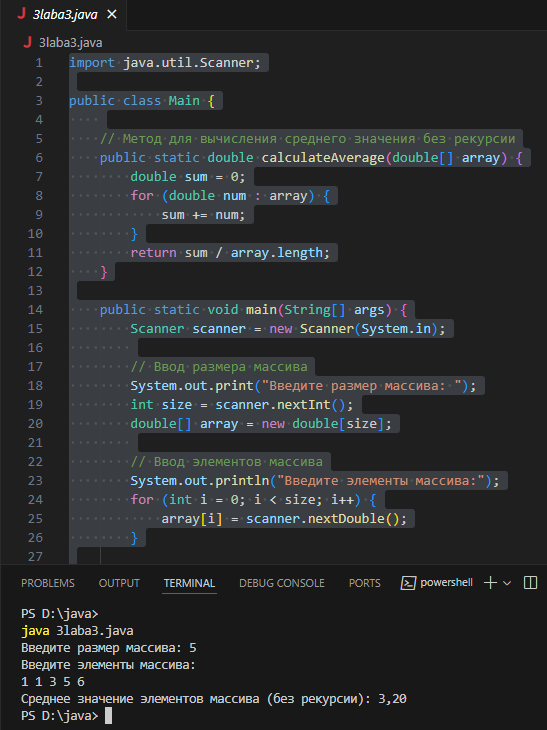 J 3laba3.java ×
J 3laba3.java
1 import java.util.Scanner;
2
3 public class Main {
4
5 // Метод для вычисления среднего значения без рекурсии
6 public static double calculateAverage(double[] array) {
7 double sum = 0;
8 for (double num : array) {
9 sum += num;
10 }
11 return sum / array.length;
12 }
13
14 public static void main(String[] args) {
15 Scanner scanner = new Scanner(System.in);
16
17 // Ввод размера массива
18 System.out.print("Введите размер массива: ");
19 int size = scanner.nextInt();
20 double[] array = new double[size];
21
22 // Ввод элементов массива
23 System.out.println("Введите элементы массива:");
24 for (int i = 0; i < size; i++) {
25 array[i] = scanner.nextDouble();
26 }
27
PROBLEMS OUTPUT TERMINAL DEBUG CONSOLE PORTS powershell
PS D:\java>
java 3laba3.java
Введите размер массива: 5
Введите элементы массива:
1 1 3 5 6
Среднее значение элементов массива (без рекурсии): 3,20
PS D:\java>